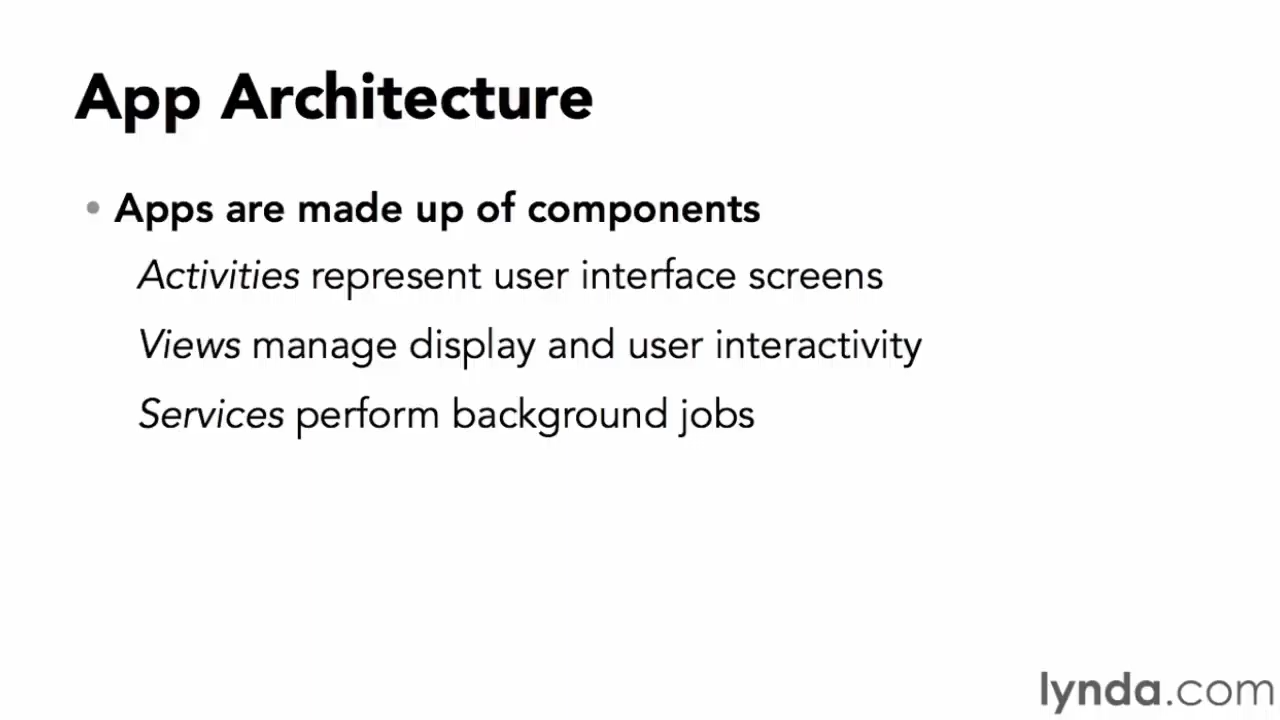 App Architecture
• Apps are made up of components
Activities represent user interface screens
Views manage display and user interactivity
Services perform background jobs
lynda.com